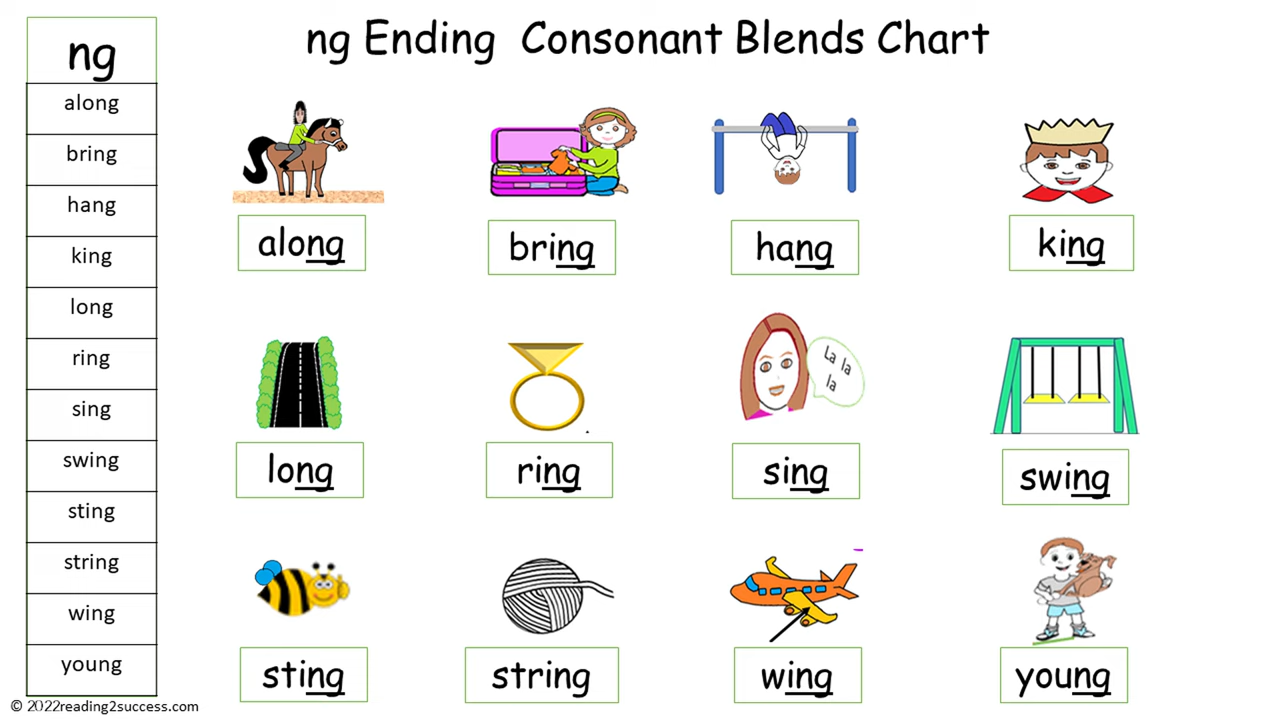 ng Ending Consonant Blends Chart
ng
along
bring
hang
king
long
ring
sing
swing
sting
string
wing
young
along
bring
hang
king
La la
la
long
ring
sing
swing
sting
string
wing
young
© 2022reading2success.com